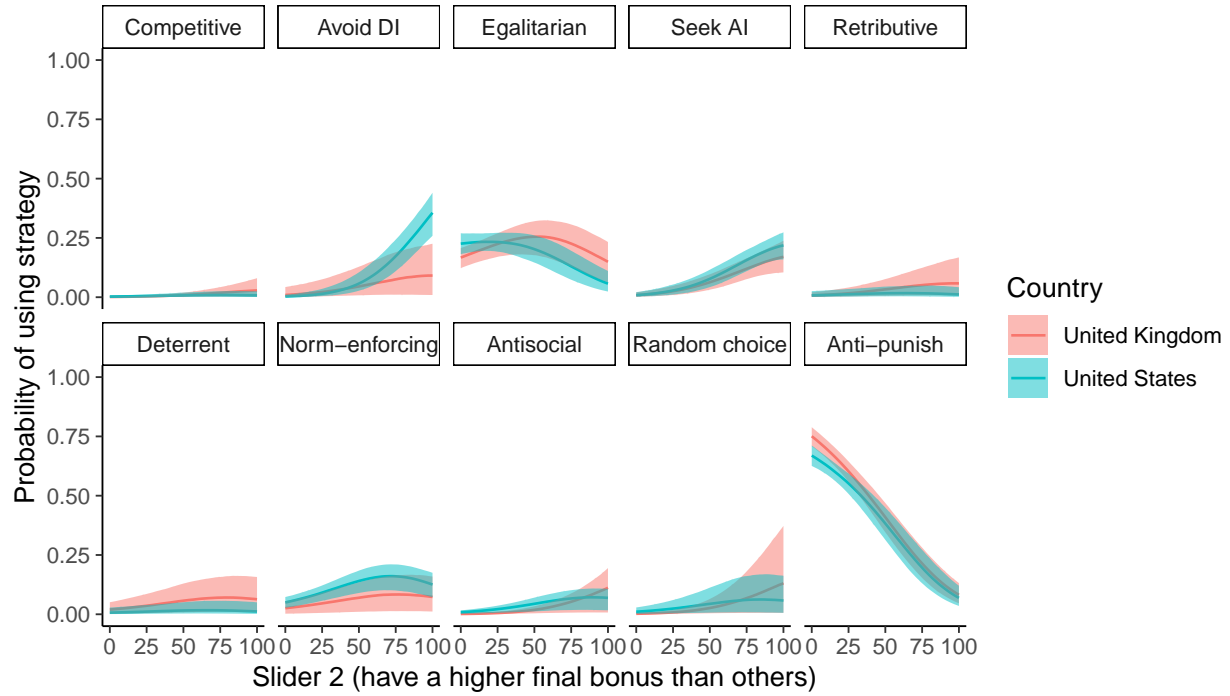 Competitive Avoid DI Egalitarian Seek AI Retributive
1.00
0.75
0.50
0.25
0.00
Deterrent Norm−enforcing Antisocial Random choice Anti−punish
1.00
0.75
0.50
0.25
0.00
0 25 50 75 100 0 25 50 75 100 0 25 50 75 100 0 25 50 75 100 0 25 50 75 100
Slider 2 (have a higher final bonus than others)
Probability of using strategy
Country
United Kingdom
United States